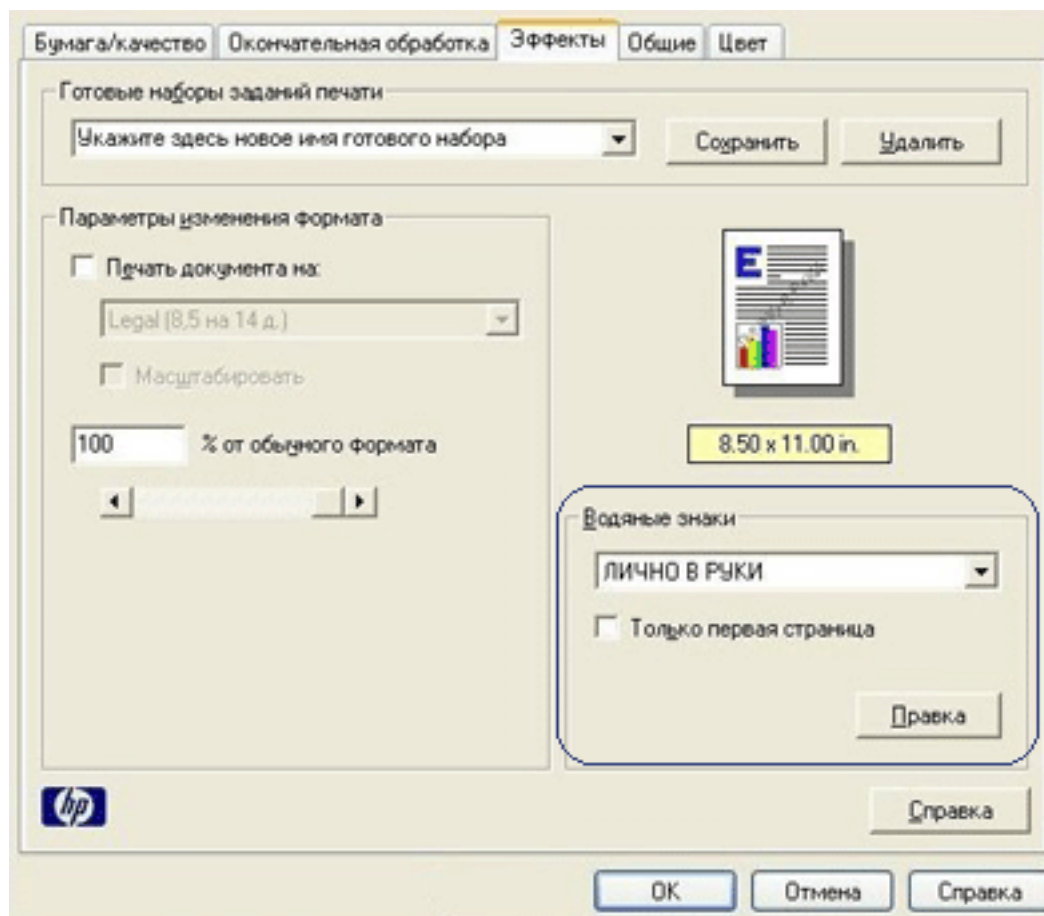 Бумага/качество Окончательная обработка Эффекты Общие Цвет
Готовые наборы заданий печати
Укажите здесь новое имя готового набора Сохранить Удалить
Параметры изменения формата
Печать документа на:
Legal (8,5 на 14 д.)
Масштабировать
100 % от обычного формата
E
8.50 x 11.00 in.
Водяные знаки
ЛИЧНО В РУКИ
Только первая страница
Правка
hp
Справка
OK Отмена Справка